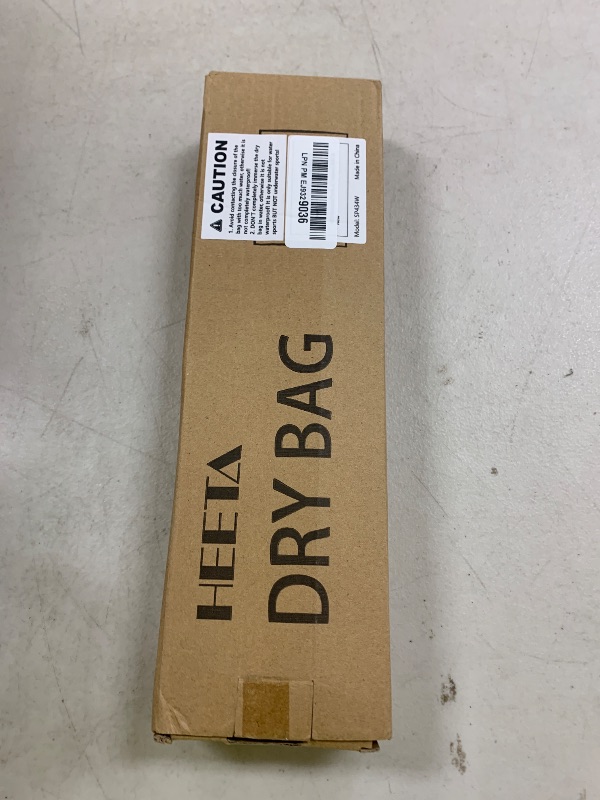 ⚠ CAUTION
1. Avoid contacting the closure of the
bag with too much water, otherwise it is
not completely waterproof!
2. DON'T completely immerse the dry
bag in water, otherwise it is not
waterproof! It is only suitable for water
sports BUT NOT underwater sports!
LPN PM EJ9329036
Model: SP434W
Made in China
HEETA
DRY BAG